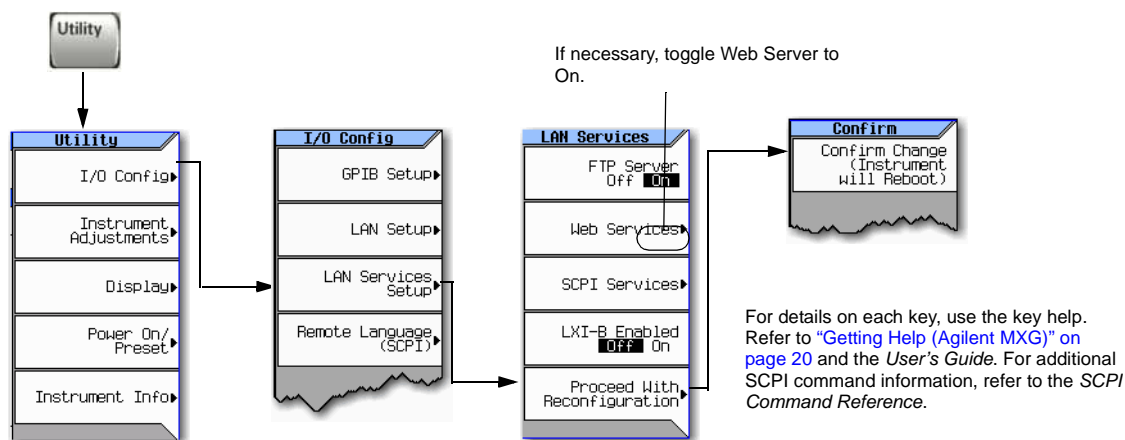 Utility
If necessary, toggle Web Server to
On.
Utility
I/O Config
Instrument
Adjustments
Display
Power On/
Preset
Instrument Info
I/O Config
GPIB Setup
LAN Setup
LAN Services
Setup
Remote Language
(SCPI)
LAN Services
FTP Server
Off On
Web Services
SCPI Services
LXI-B Enabled
Off On
Proceed With
Reconfiguration
Confirm
Confirm Change
(Instrument
will Reboot)
For details on each key, use the key help.
Refer to “Getting Help (Agilent MXG)” on
page 20 and the User’s Guide. For additional
SCPI command information, refer to the SCPI
Command Reference.